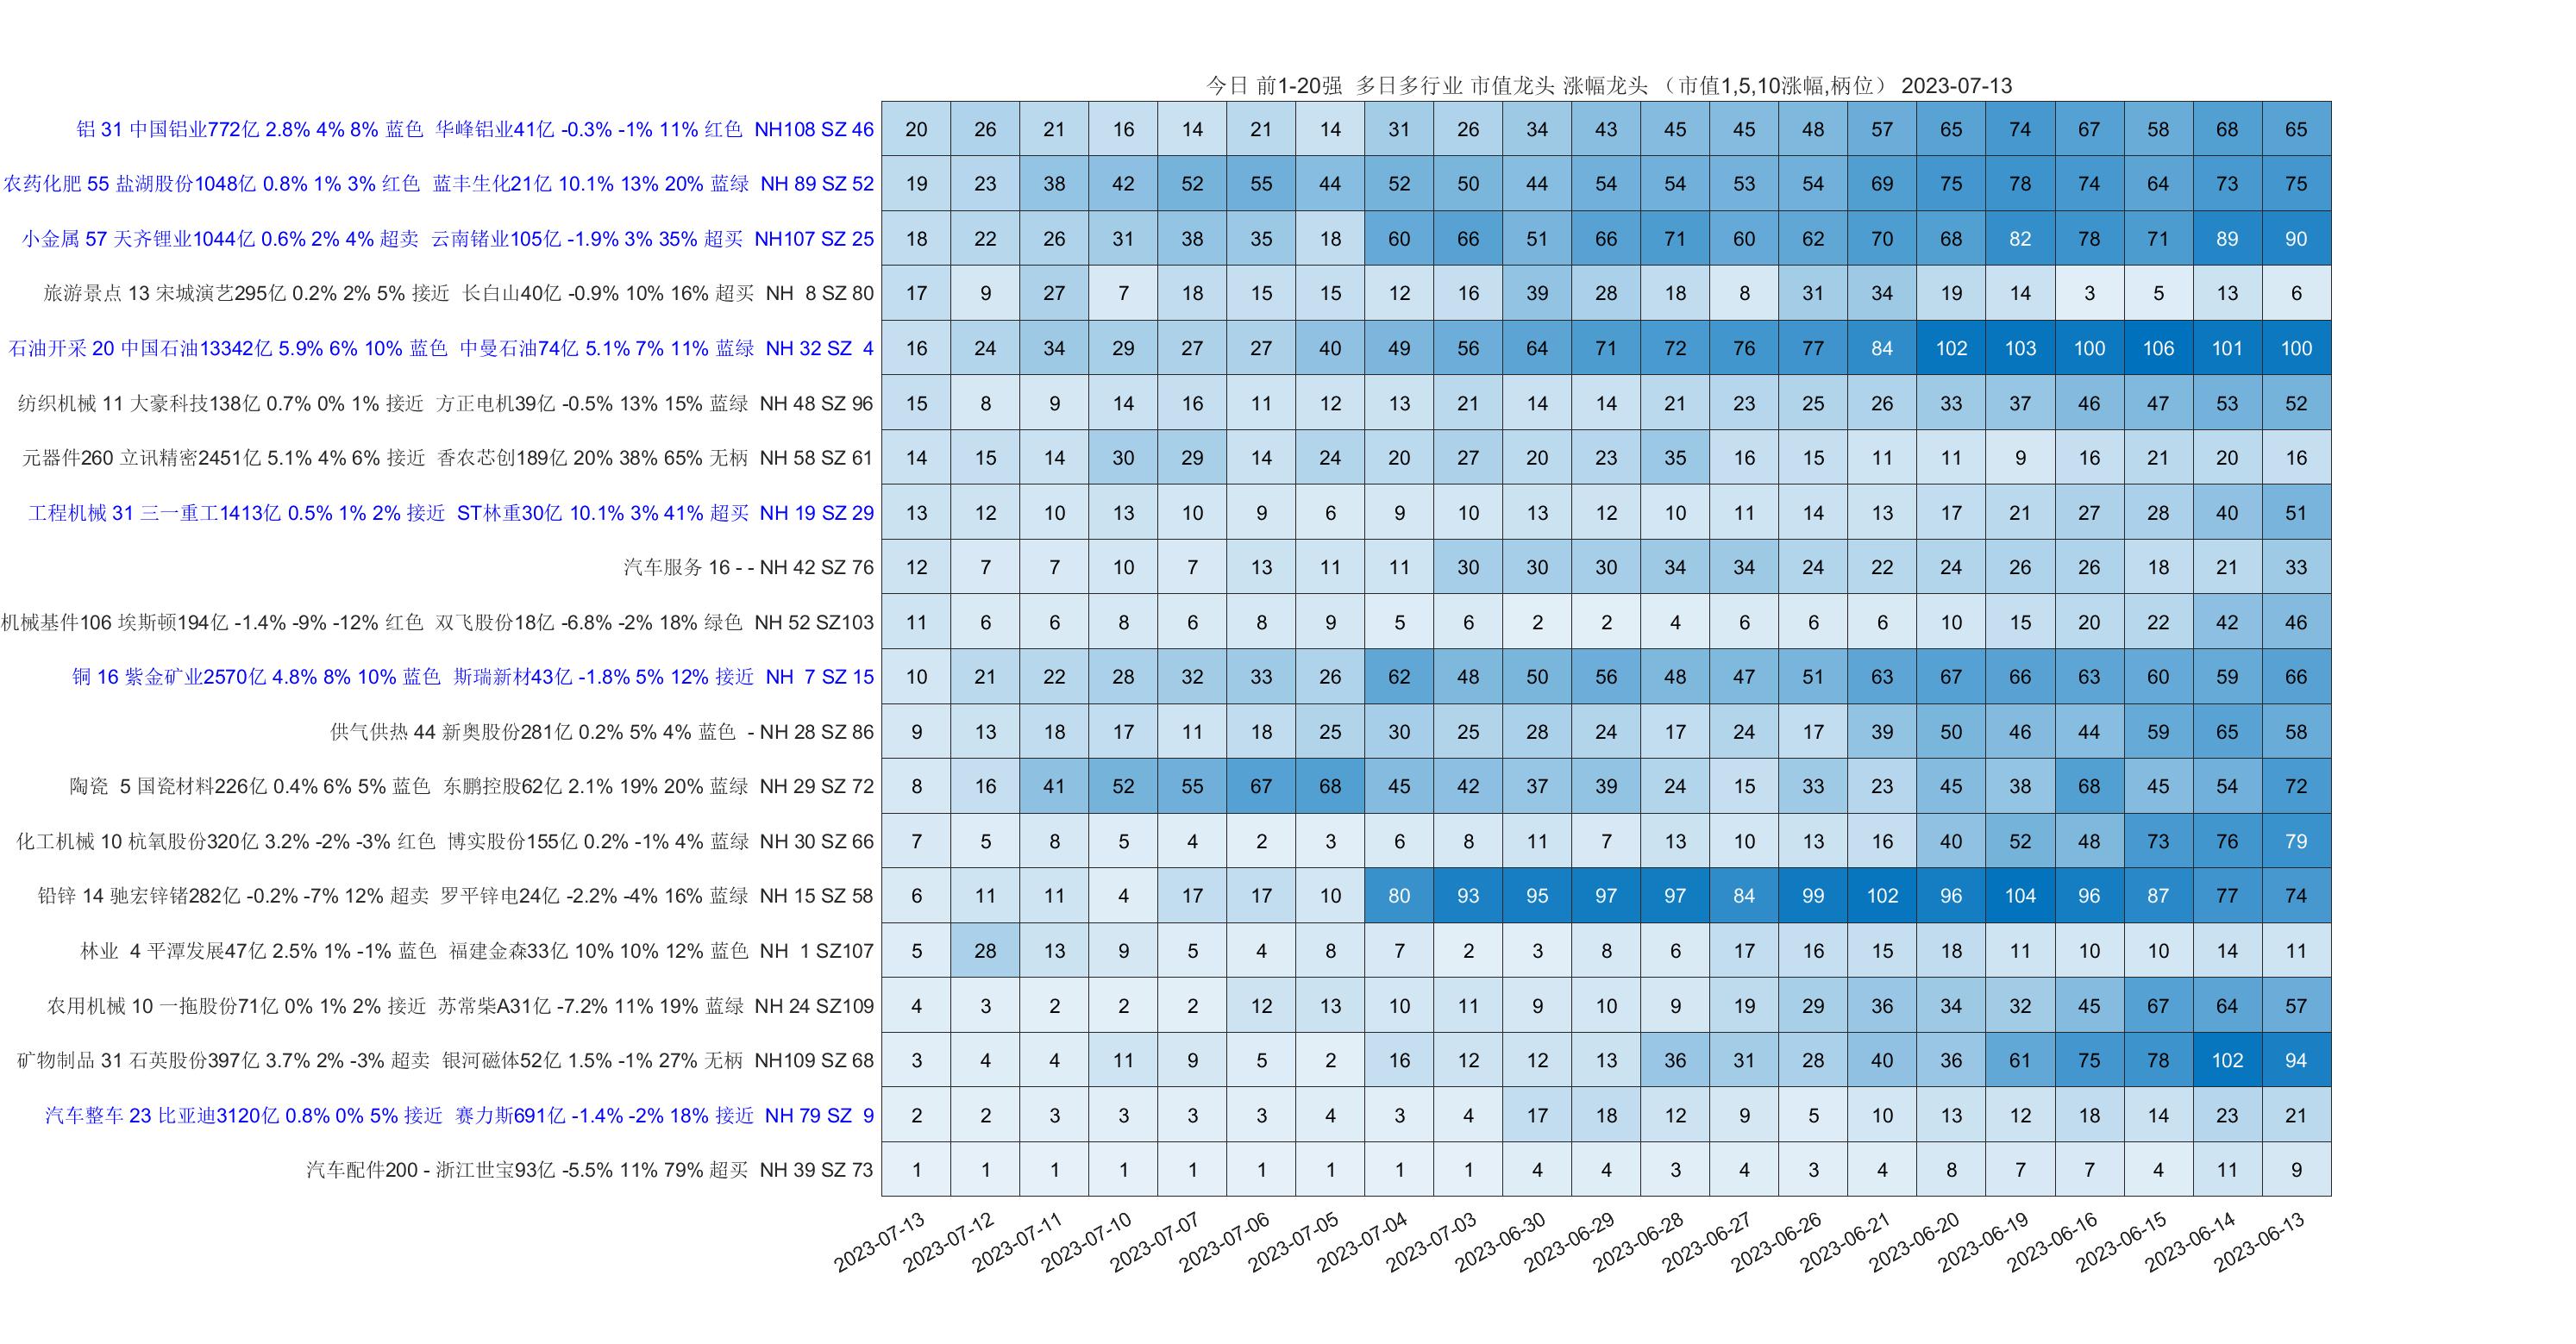 今日 前1-20强 多日多行业 市值龙头 涨幅龙头 （市值1,5,10涨幅,柄位） 2023-07-13
铝 31 中国铝业772亿 2.8% 4% 8% 蓝色 华峰铝业41亿 -0.3% -1% 11% 红色 NH108 SZ 46 20 26 21 16 14 21 14 31 26 34 43 45 45 48 57 65 74 67 58 68 65
农药化肥 55 盐湖股份1048亿 0.8% 1% 3% 红色 蓝丰生化21亿 10.1% 13% 20% 蓝绿 NH 89 SZ 52 19 23 38 42 52 55 44 52 50 44 54 54 53 54 69 75 78 74 64 73 75
小金属 57 天齐锂业1044亿 0.6% 2% 4% 超卖 云南锗业105亿 -1.9% 3% 35% 超买 NH107 SZ 25 18 22 26 31 38 35 18 60 66 51 66 71 60 62 70 68 82 78 71 89 90
旅游景点 13 宋城演艺295亿 0.2% 2% 5% 接近 长白山40亿 -0.9% 10% 16% 超买 NH 8 SZ 80 17 9 27 7 18 15 15 12 16 39 28 18 8 31 34 19 14 3 5 13 6
石油开采 20 中国石油13342亿 5.9% 6% 10% 蓝色 中曼石油74亿 5.1% 7% 11% 蓝绿 NH 32 SZ 4 16 24 34 29 27 27 40 49 56 64 71 72 76 77 84 102 103 100 106 101 100
纺织机械 11 大豪科技138亿 0.7% 0% 1% 接近 方正电机39亿 -0.5% 13% 15% 蓝绿 NH 48 SZ 96 15 8 9 14 16 11 12 13 21 14 14 21 23 25 26 33 37 46 47 53 52
元器件260 立讯精密2451亿 5.1% 4% 6% 接近 香农芯创189亿 20% 38% 65% 无柄 NH 58 SZ 61 14 15 14 30 29 14 24 20 27 20 23 35 16 15 11 11 9 16 21 20 16
工程机械 31 三一重工1413亿 0.5% 1% 2% 接近 ST林重30亿 10.1% 3% 41% 超买 NH 19 SZ 29 13 12 10 13 10 9 6 9 10 13 12 10 11 14 13 17 21 27 28 40 51
汽车服务 16 - - NH 42 SZ 76 12 7 7 10 7 13 11 11 30 30 30 34 34 24 22 24 26 26 18 21 33
机械基件106 埃斯顿194亿 -1.4% -9% -12% 红色 双飞股份18亿 -6.8% -2% 18% 绿色 NH 52 SZ103 11 6 6 8 6 8 9 5 6 2 2 4 6 6 6 10 15 20 22 42 46
铜 16 紫金矿业2570亿 4.8% 8% 10% 蓝色 斯瑞新材43亿 -1.8% 5% 12% 接近 NH 7 SZ 15 10 21 22 28 32 33 26 62 48 50 56 48 47 51 63 67 66 63 60 59 66
供气供热 44 新奥股份281亿 0.2% 5% 4% 蓝色 - NH 28 SZ 86 9 13 18 17 11 18 25 30 25 28 24 17 24 17 39 50 46 44 59 65 58
陶瓷 5 国瓷材料226亿 0.4% 6% 5% 蓝色 东鹏控股62亿 2.1% 19% 20% 蓝绿 NH 29 SZ 72 8 16 41 52 55 67 68 45 42 37 39 24 15 33 23 45 38 68 45 54 72
化工机械 10 杭氧股份320亿 3.2% -2% -3% 红色 博实股份155亿 0.2% -1% 4% 蓝绿 NH 30 SZ 66 7 5 8 5 4 2 3 6 8 11 7 13 10 13 16 40 52 48 73 76 79
铅锌 14 驰宏锌锗282亿 -0.2% -7% 12% 超卖 罗平锌电24亿 -2.2% -4% 16% 蓝绿 NH 15 SZ 58 6 11 11 4 17 17 10 80 93 95 97 97 84 99 102 96 104 96 87 77 74
林业 4 平潭发展47亿 2.5% 1% -1% 蓝色 福建金森33亿 10% 10% 12% 蓝色 NH 1 SZ107 5 28 13 9 5 4 8 7 2 3 8 6 17 16 15 18 11 10 10 14 11
农用机械 10 一拖股份71亿 0% 1% 2% 接近 苏常柴A31亿 -7.2% 11% 19% 蓝绿 NH 24 SZ109 4 3 2 2 2 12 13 10 11 9 10 9 19 29 36 34 32 45 67 64 57
矿物制品 31 石英股份397亿 3.7% 2% -3% 超卖 银河磁体52亿 1.5% -1% 27% 无柄 NH109 SZ 68 3 4 4 11 9 5 2 16 12 12 13 36 31 28 40 36 61 75 78 102 94
汽车整车 23 比亚迪3120亿 0.8% 0% 5% 接近 赛力斯691亿 -1.4% -2% 18% 接近 NH 79 SZ 9 2 2 3 3 3 3 4 3 4 17 18 12 9 5 10 13 12 18 14 23 21
汽车配件200 - 浙江世宝93亿 -5.5% 11% 79% 超买 NH 39 SZ 73 1 1 1 1 1 1 1 1 1 4 4 3 4 3 4 8 7 7 4 11 9
2023-07-13 2023-07-12 2023-07-11 2023-07-10 2023-07-07 2023-07-06 2023-07-05 2023-07-04 2023-07-03 2023-06-30 2023-06-29 2023-06-28 2023-06-27 2023-06-26 2023-06-21 2023-06-20 2023-06-19 2023-06-16 2023-06-15 2023-06-14 2023-06-13